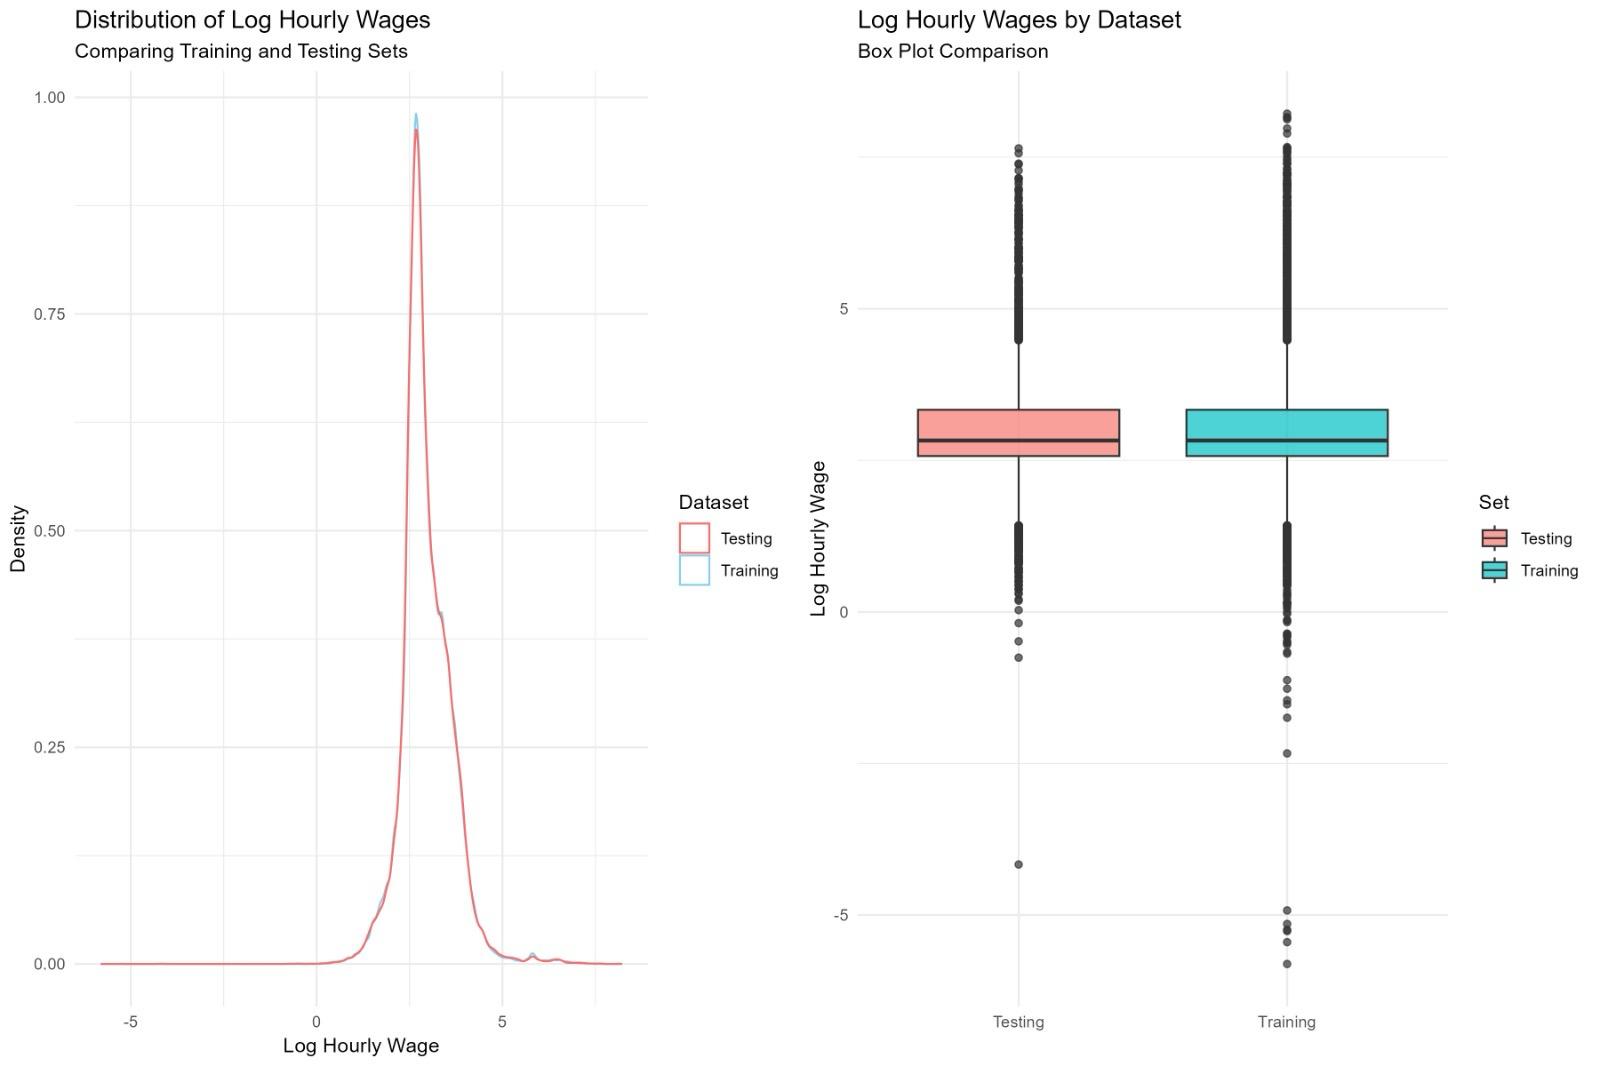 Distribution of Log Hourly Wages
Comparing Training and Testing Sets
1.00
0.75
0.50
0.25
0.00
Density
-5
0
5
Log Hourly Wage
Dataset
Testing
Training
Log Hourly Wages by Dataset
Box Plot Comparison
5
0
-5
Log Hourly Wage
Testing
Training
Set
Testing
Training